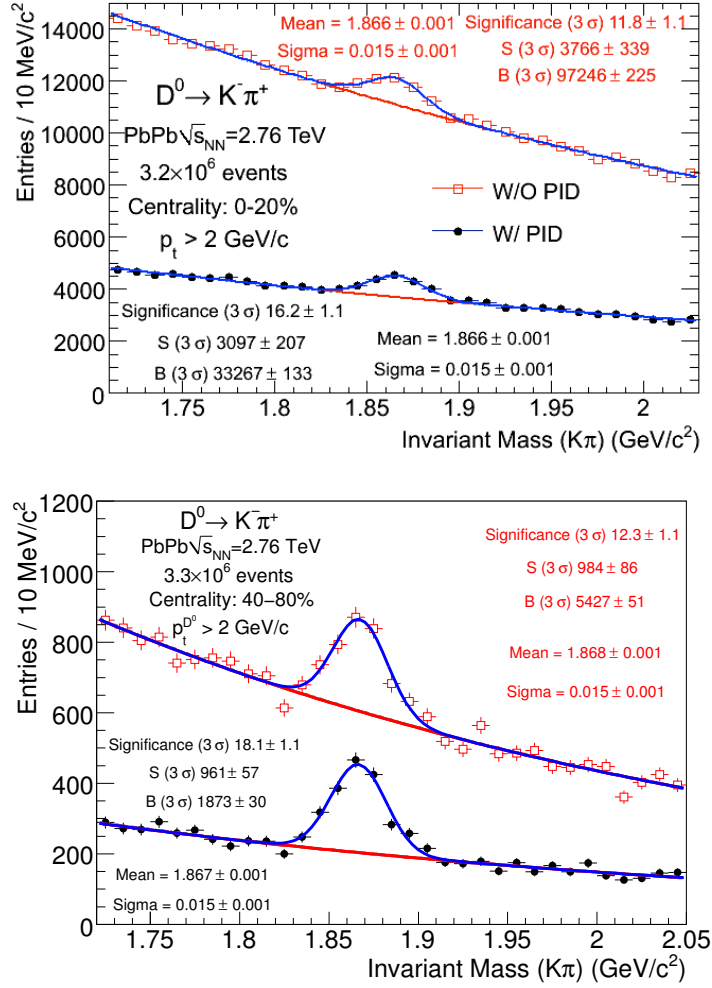 Mean = 1.866 ± 0.001
Sigma = 0.015 ± 0.001
Significance (3 σ) 11.8 ± 1.1
S (3 σ) 3766 ± 339
B (3 σ) 97246 ± 225
D⁰→ K⁻π⁺
PbPb√s_NN=2.76 TeV
3.2×10⁶ events
Centrality: 0-20%
p_t > 2 GeV/c
W/O PID
W/ PID
Significance (3 σ) 16.2 ± 1.1
S (3 σ) 3097 ± 207
B (3 σ) 33267 ± 133
Mean = 1.866 ± 0.001
Sigma = 0.015 ± 0.001
Entries / 10 MeV/c²
14000
12000
10000
8000
6000
4000
2000
0
1.75 1.8 1.85 1.9 1.95 2
Invariant Mass (Kπ) (GeV/c²)
D⁰→ K⁻π⁺
PbPb√s_NN=2.76 TeV
3.3×10⁶ events
Centrality: 40−80%
p_t^D⁰ > 2 GeV/c
Significance (3 σ) 12.3 ± 1.1
S (3 σ) 984 ± 86
B (3 σ) 5427 ± 51
Mean = 1.868 ± 0.001
Sigma = 0.015 ± 0.001
Significance (3 σ) 18.1 ± 1.1
S (3 σ) 961 ± 57
B (3 σ) 1873 ± 30
Mean = 1.867 ± 0.001
Sigma = 0.015 ± 0.001
Entries / 10 MeV/c²
1200
1000
800
600
400
200
0
1.75 1.8 1.85 1.9 1.95 2 2.05
Invariant Mass (Kπ) (GeV/c²)